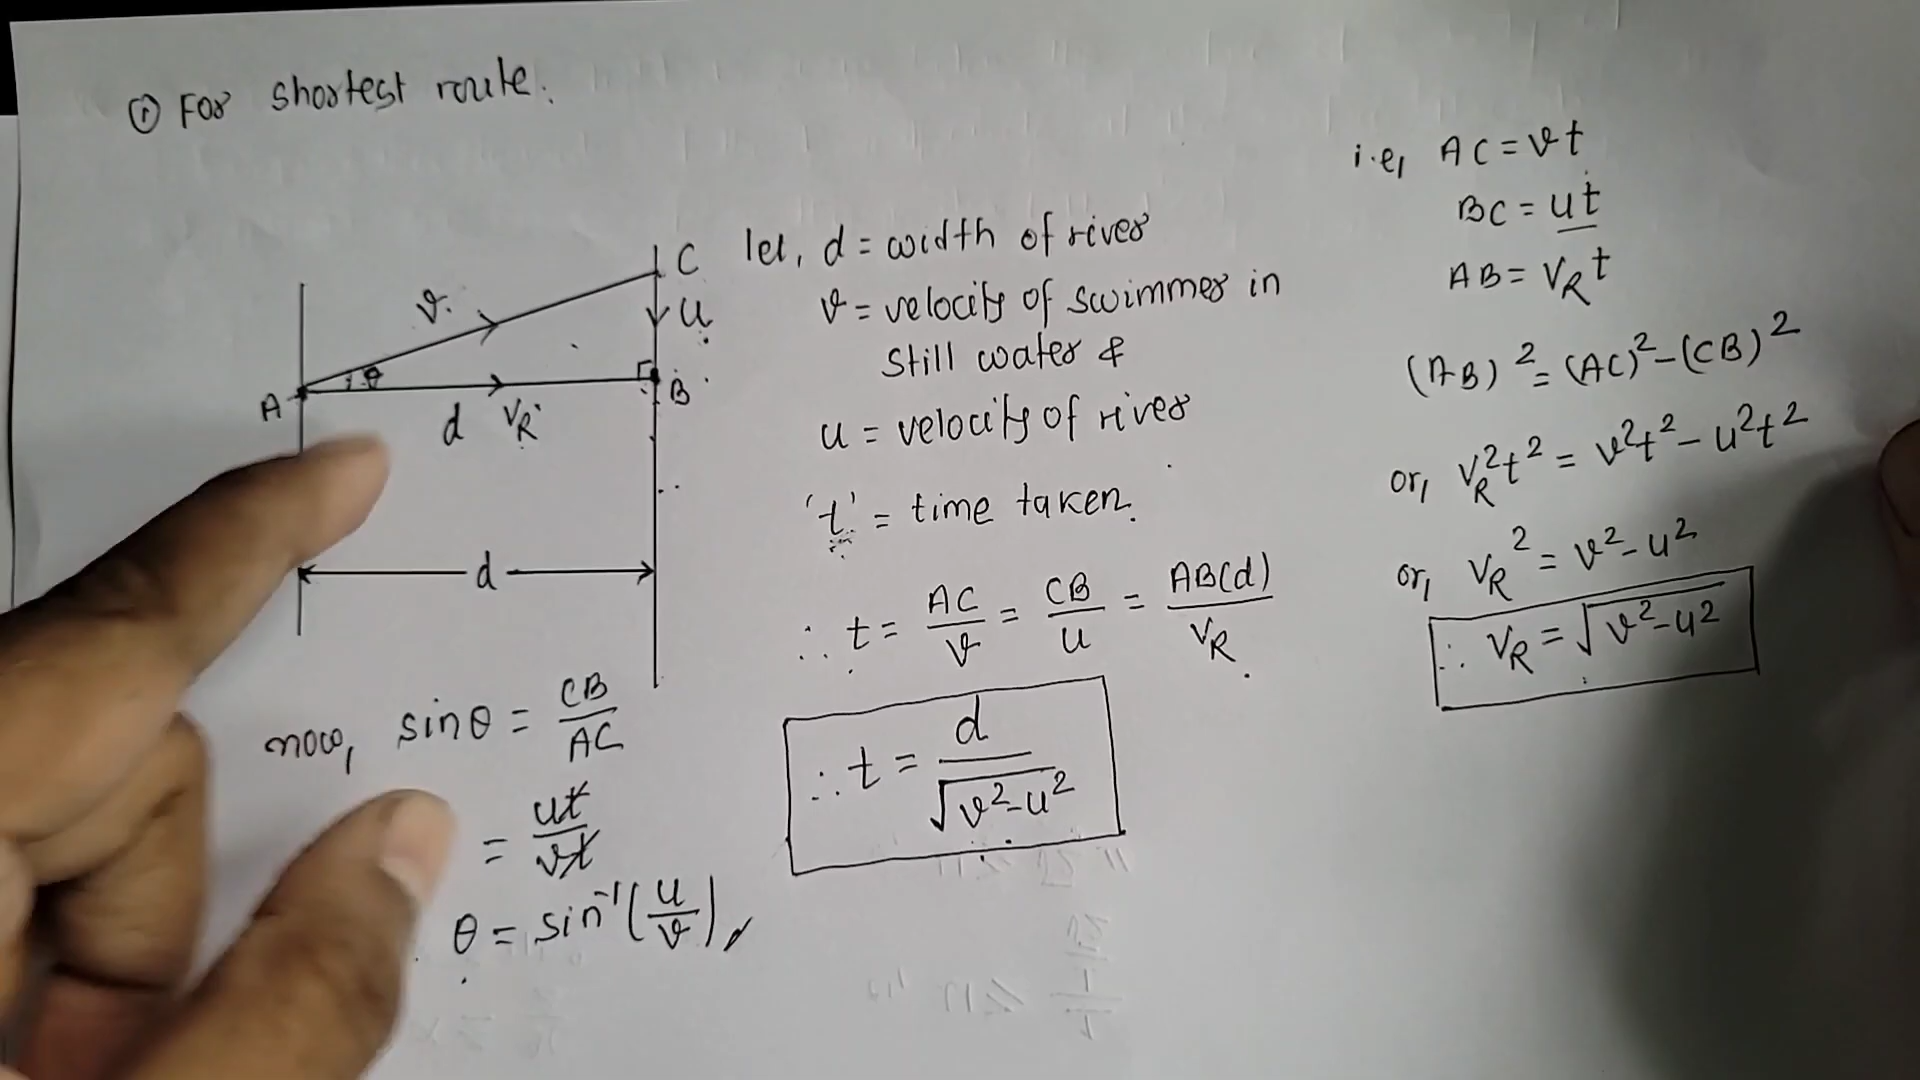 ① For shortest route.
C
v
u
θ
A
B
d VR
d
now, sinθ = CB/AC
= ut/vt
θ = sin⁻¹(u/v)
let, d = width of river
v = velocity of swimmer in
still water &
u = velocity of river
't' = time taken.
∴ t = AC/v = CB/u = AB(d)/VR
∴ t = d/√(v²-u²)
i.e, AC = vt
BC = ut
AB = VR t
(AB)² = (AC)² - (CB)²
or, VR²t² = v²t² - u²t²
or, VR² = v² - u²
∴ VR = √(v²-u²)